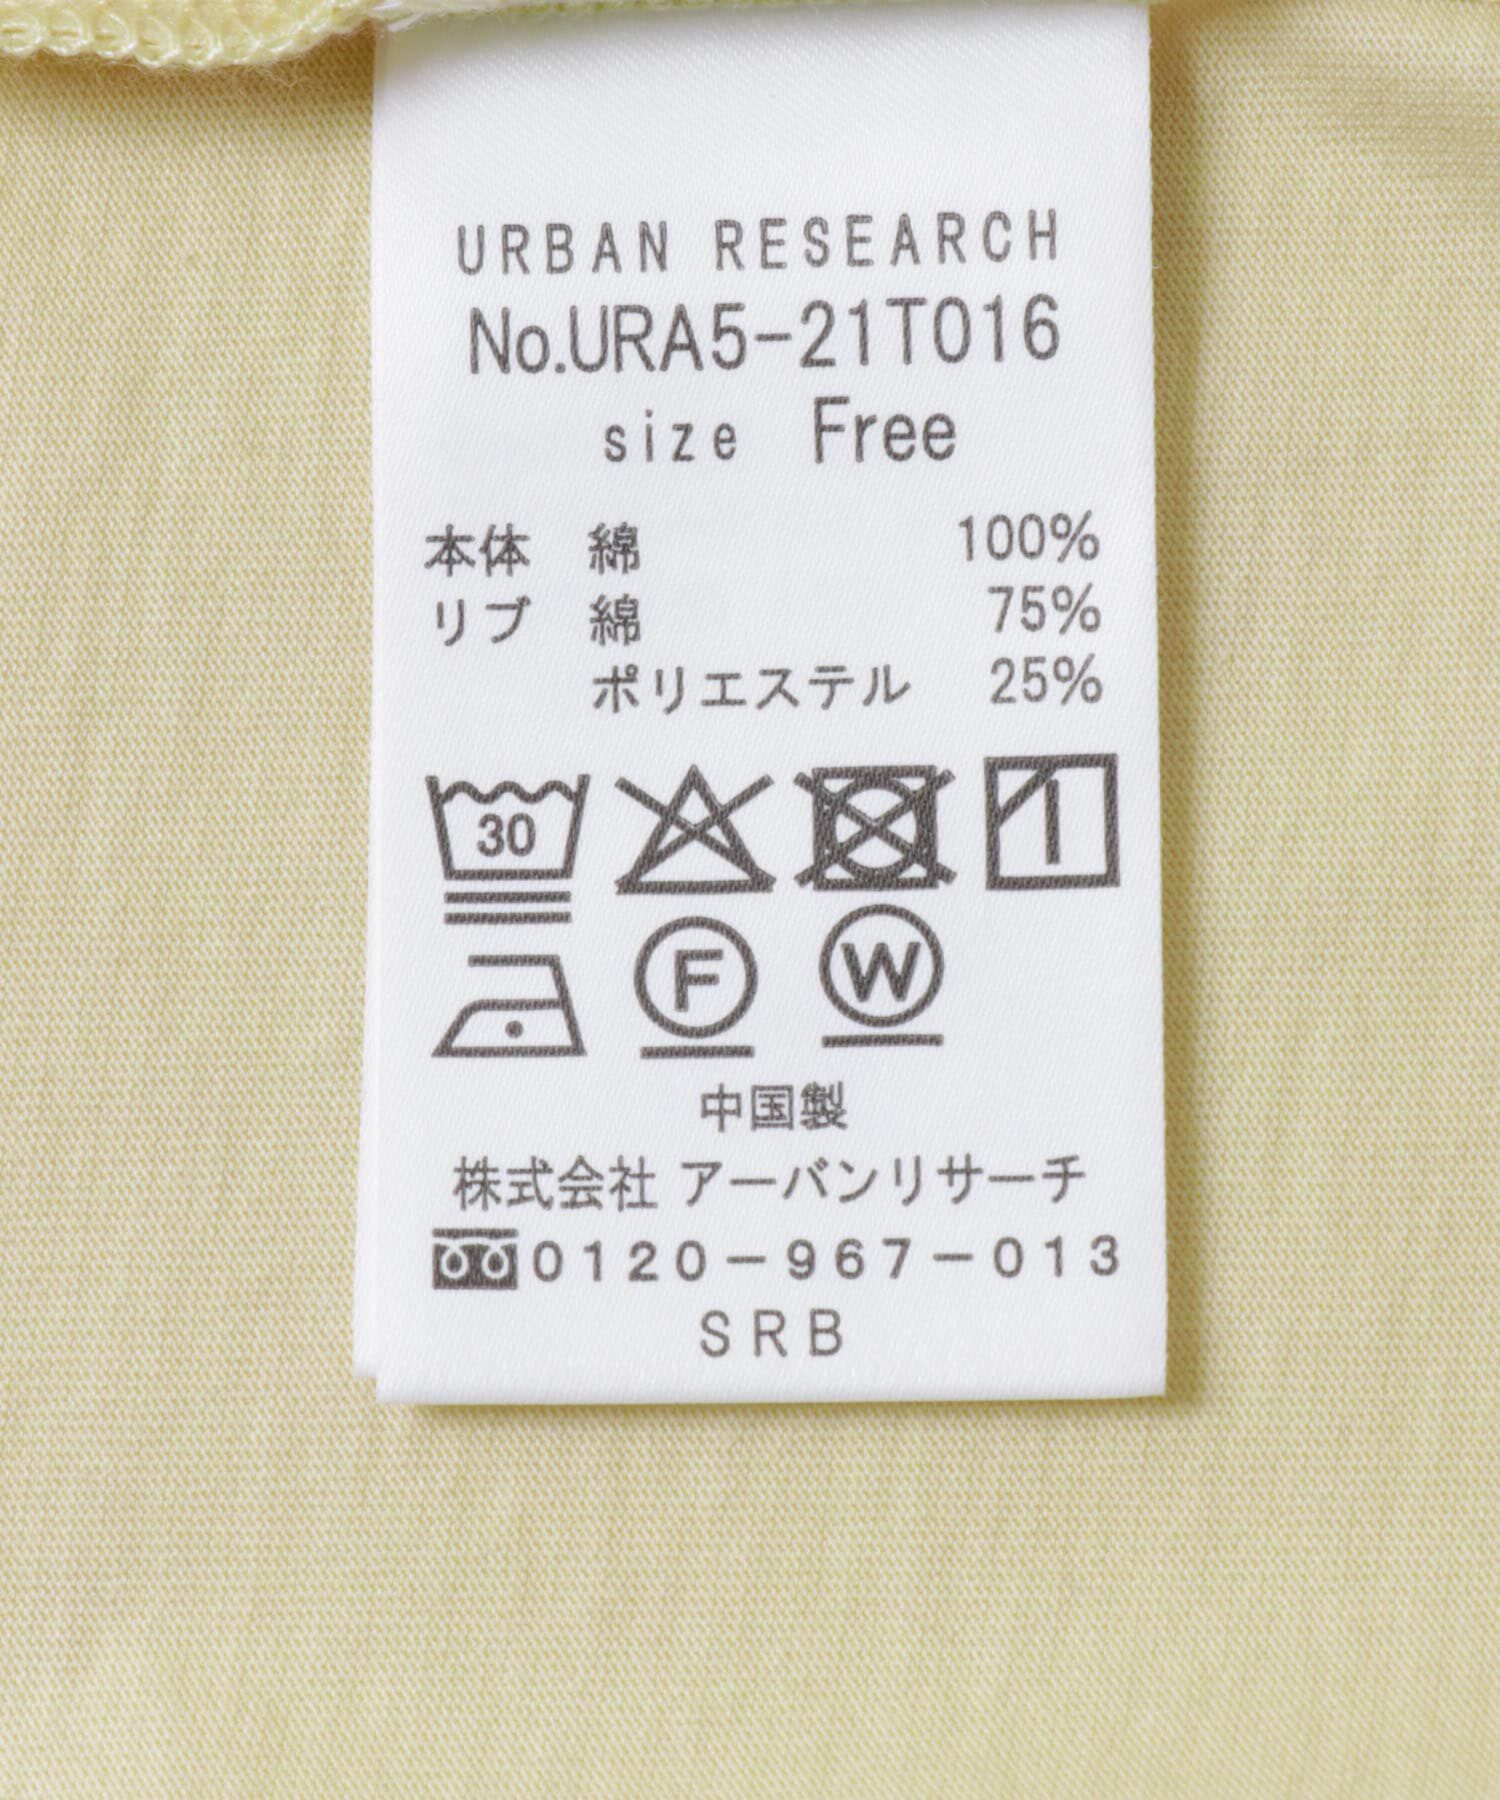 URBAN RESEARCH
No.URA5-21T016
size Free
本体 綿 100%
リブ 綿 75%
ポリエステル 25%
30
F W
中国製
株式会社 アーバンリサーチ
0120-967-013
SRB